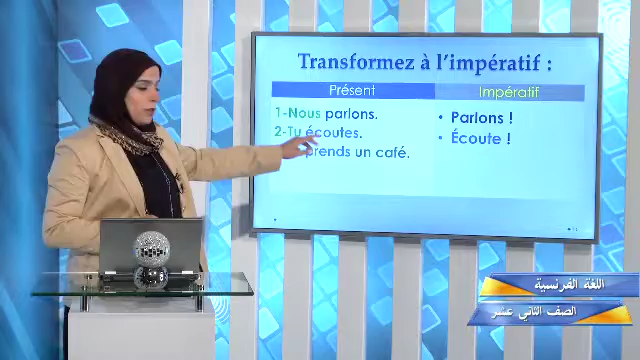 Transformez à l'impératif :
Présent
Impératif
1-Nous parlons.
2-Tu écoutes.
prends un café.
• Parlons !
• Écoute !
اللغة الفرنسية
الصف الثاني عشر